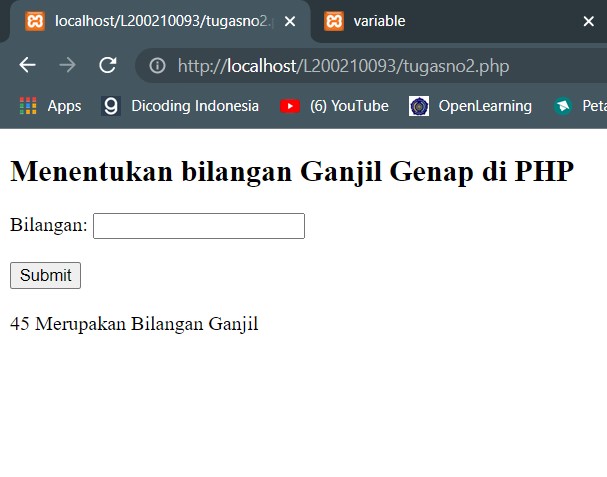 localhost/L200210093/tugasno2.
variable
http://localhost/L200210093/tugasno2.php
Apps Dicoding Indonesia (6) YouTube OpenLearning Peta
Menentukan bilangan Ganjil Genap di PHP
Bilangan:
Submit
45 Merupakan Bilangan Ganjil